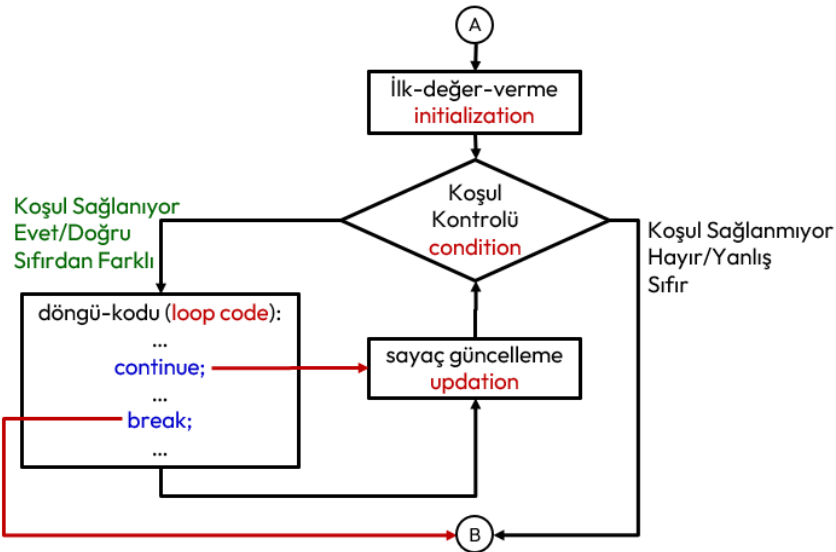 A
İlk-değer-verme
initialization
Koşul
Kontrolü
condition
Koşul Sağlanıyor
Evet/Doğru
Sıfırdan Farklı
Koşul Sağlanmıyor
Hayır/Yanlış
Sıfır
döngü-kodu (loop code):
...
continue;
...
break;
...
sayaç güncelleme
updation
B